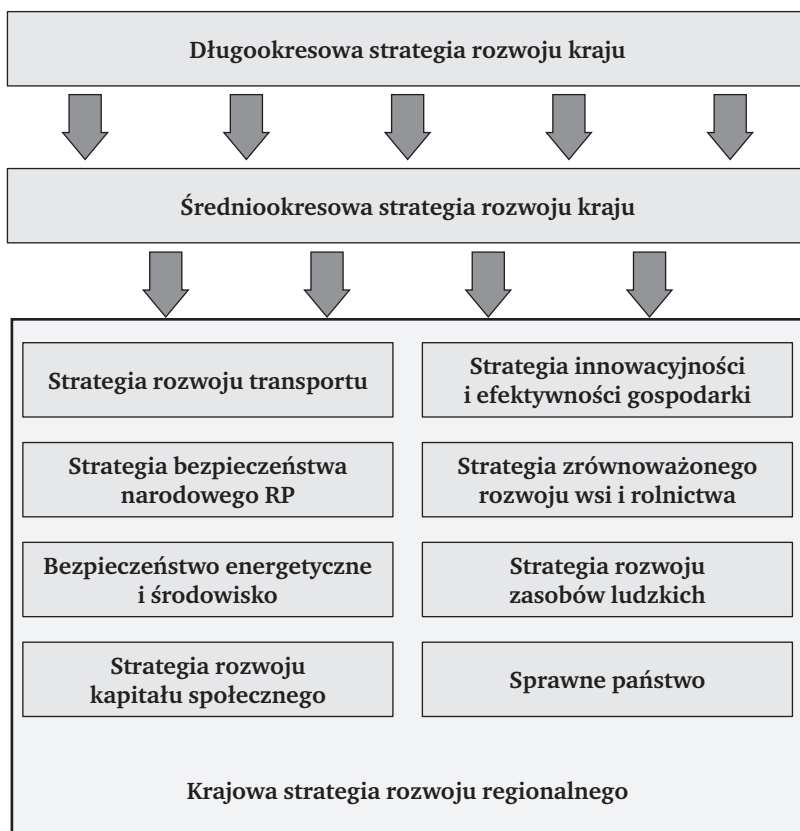 Długookresowa strategia rozwoju kraju
Średniookresowa strategia rozwoju kraju
Strategia rozwoju transportu
Strategia innowacyjności
i efektywności gospodarki
Strategia bezpieczeństwa
narodowego RP
Strategia zrównoważonego
rozwoju wsi i rolnictwa
Bezpieczeństwo energetyczne
i środowisko
Strategia rozwoju
zasobów ludzkich
Strategia rozwoju
kapitału społecznego
Sprawne państwo
Krajowa strategia rozwoju regionalnego